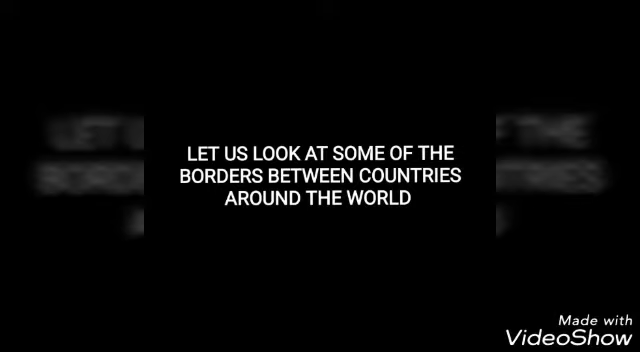 LET US LOOK AT SOME OF THE
BORDERS BETWEEN COUNTRIES
AROUND THE WORLD
Made with
VideoShow